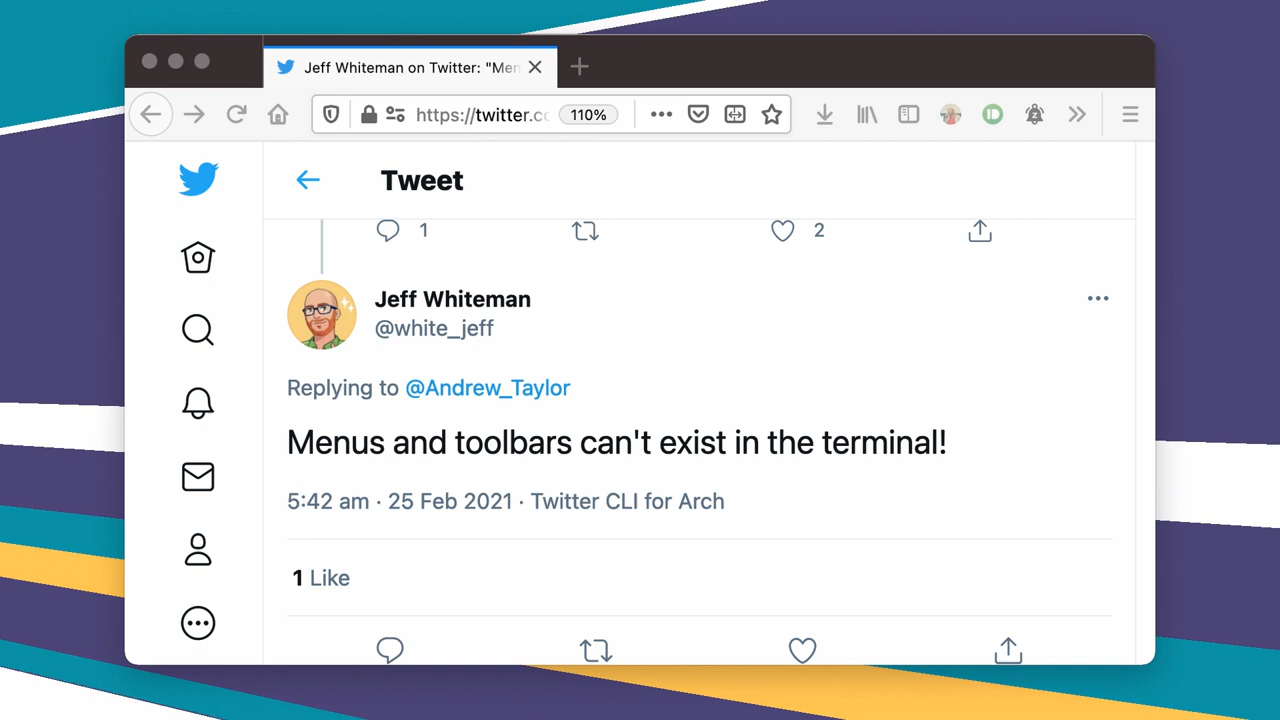 Jeff Whiteman on Twitter: "Men
https://twitter.cc 110%
Tweet
1 2
Jeff Whiteman
@white_jeff
Replying to @Andrew_Taylor
Menus and toolbars can't exist in the terminal!
5:42 am · 25 Feb 2021 · Twitter CLI for Arch
1 Like